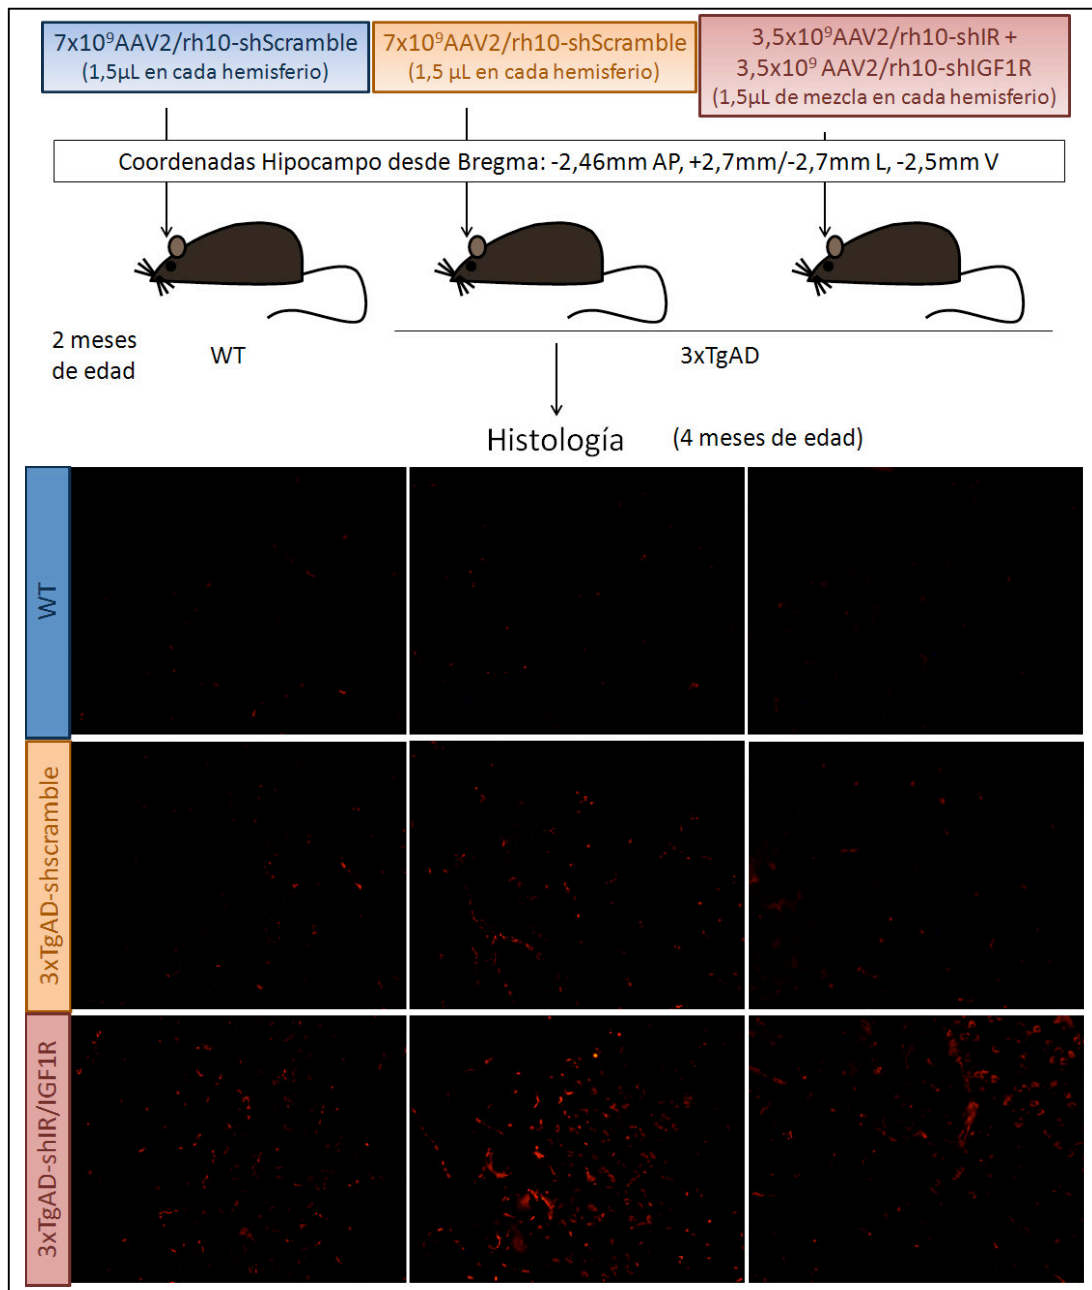 7x10⁹AAV2/rh10-shScramble
(1,5µL en cada hemisferio)
7x10⁹AAV2/rh10-shScramble
(1,5 µL en cada hemisferio)
3,5x10⁹AAV2/rh10-shIR +
3,5x10⁹ AAV2/rh10-shIGF1R
(1,5µL de mezcla en cada hemisferio)
Coordenadas Hipocampo desde Bregma: -2,46mm AP, +2,7mm/-2,7mm L, -2,5mm V
2 meses
de edad
WT
3xTgAD
Histología
(4 meses de edad)
WT
3xTgAD-shscramble
3xTgAD-shIR/IGF1R